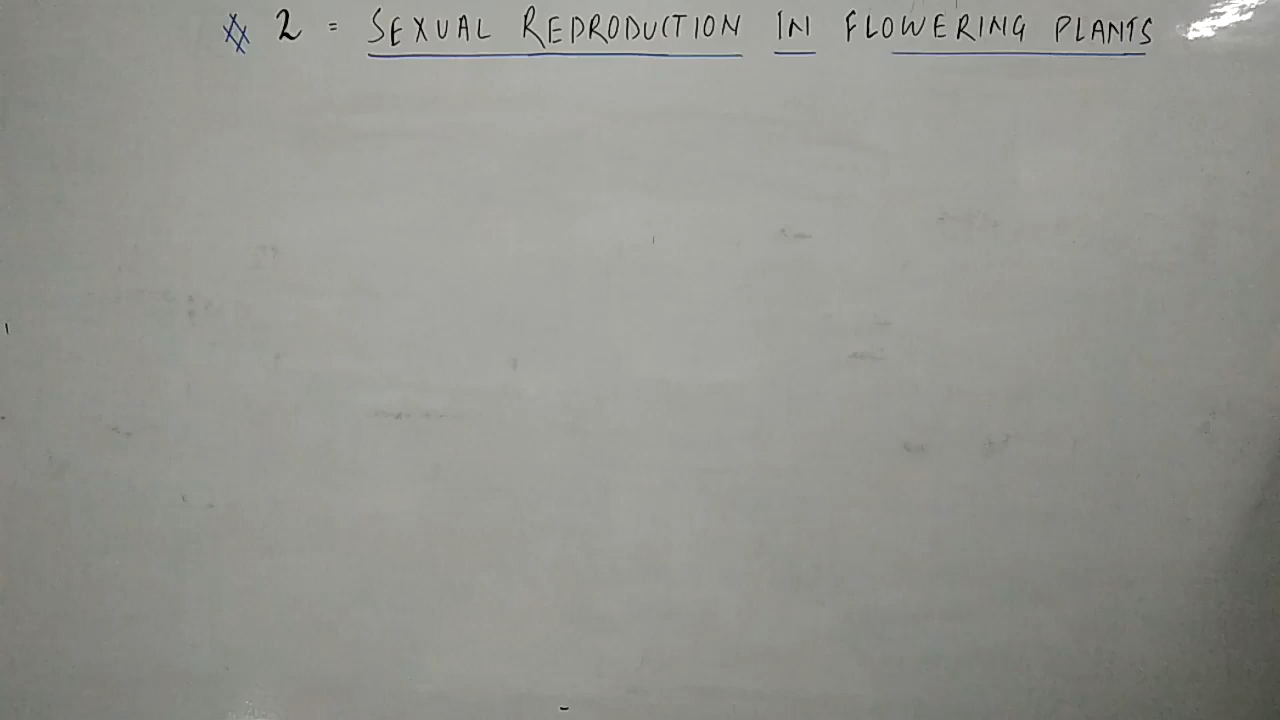 2 = SEXUAL REPRODUCTION IN FLOWERING PLANTS